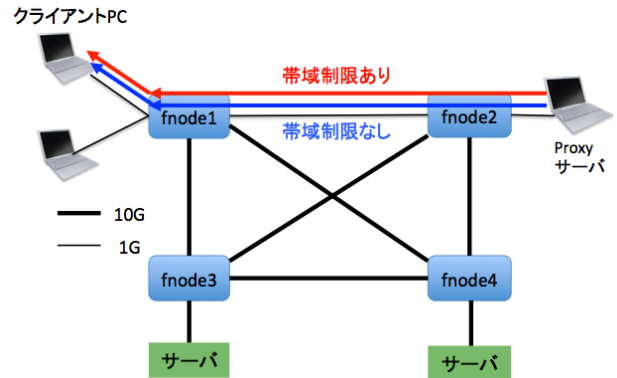 クライアントPC
帯域制限あり
fnode1
fnode2
帯域制限なし
Proxy
サーバ
10G
1G
fnode3
fnode4
サーバ
サーバ